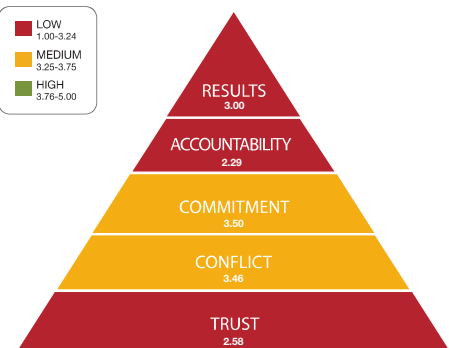 LOW
1.00-3.24
MEDIUM
3.25-3.75
HIGH
3.76-5.00
RESULTS
3.00
ACCOUNTABILITY
2.29
COMMITMENT
3.50
CONFLICT
3.46
TRUST
2.58